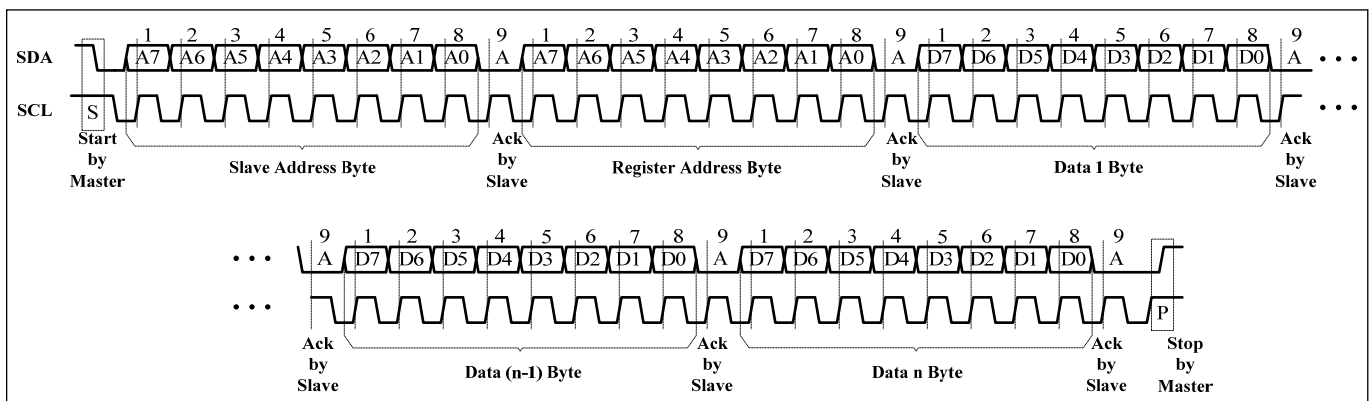 1 2 3 4 5 6 7 8 9 1 2 3 4 5 6 7 8 9 1 2 3 4 5 6 7 8 9
SDA A7 A6 A5 A4 A3 A2 A1 A0 A A7 A6 A5 A4 A3 A2 A1 A0 A D7 D6 D5 D4 D3 D2 D1 D0 A • • •
SCL S • • •
Start by Master
Slave Address Byte
Ack by Slave
Register Address Byte
Ack by Slave
Data 1 Byte
Ack by Slave
9 1 2 3 4 5 6 7 8 9 1 2 3 4 5 6 7 8 9
• • • A D7 D6 D5 D4 D3 D2 D1 D0 A D7 D6 D5 D4 D3 D2 D1 D0 A
• • • P
Ack by Slave
Data (n-1) Byte
Ack by Slave
Data n Byte
Ack by Slave
Stop by Master